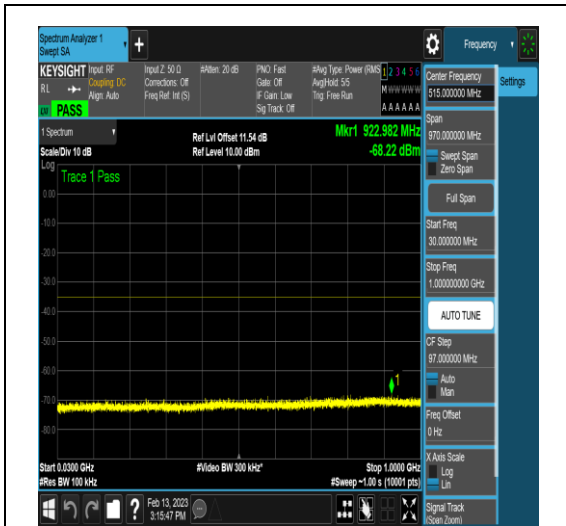 Spectrum Analyzer 1
Swept SA
+
Frequency
KEYSIGHT
RL
Input: RF
Coupling: DC
Align: Auto
Input Z: 50 Ω
Corrections: Off
Freq Ref: Int (S)
#Atten: 20 dB
PNO: Fast
Gate: Off
IF Gain: Low
Sig Track: Off
#Avg Type: Power (RMS
Avg|Hold: 5/5
Trig: Free Run
1 2 3 4 5 6
M W W W W W
A A A A A A
PASS
1 Spectrum
Scale/Div 10 dB
Ref Lvl Offset 11.54 dB
Ref Level 10.00 dBm
Mkr1 922.982 MHz
-68.22 dBm
Log
Trace 1 Pass
0.00
-10.0
-20.0
-30.0
-40.0
-50.0
-60.0
-70.0
-80.0
1
Start 0.0300 GHz
#Res BW 100 kHz
#Video BW 300 kHz*
Stop 1.0000 GHz
#Sweep ~1.00 s (10001 pts)
Feb 13, 2023
3:15:47 PM
Center Frequency
515.000000 MHz
Settings
Span
970.000000 MHz
Swept Span
Zero Span
Full Span
Start Freq
30.000000 MHz
Stop Freq
1.000000000 GHz
AUTO TUNE
CF Step
97.000000 MHz
Auto
Man
Freq Offset
0 Hz
X Axis Scale
Log
Lin
Signal Track
(Span Zoom)